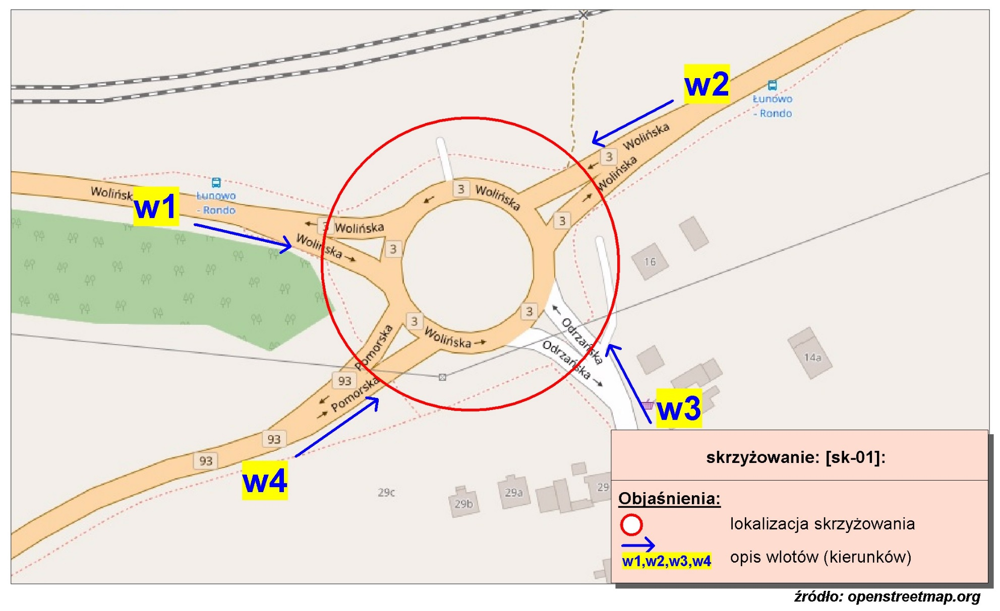 w2
Łunowo
- Rondo
Wolińska
3
Wolińska
3
Wolińska
Wolińsk
Łunowo
- Rondo
w1
3
3
Wolińska
Wolińska
3
16
3
3
Wolińska
Odrzańska
Odrzańska
Pomorska
93
Pomorska
14a
w3
93
93
w4
29c
29b
29a
29
skrzyżowanie: [sk-01]:
Objaśnienia:
lokalizacja skrzyżowania
w1,w2,w3,w4
opis wlotów (kierunków)
źródło: openstreetmap.org